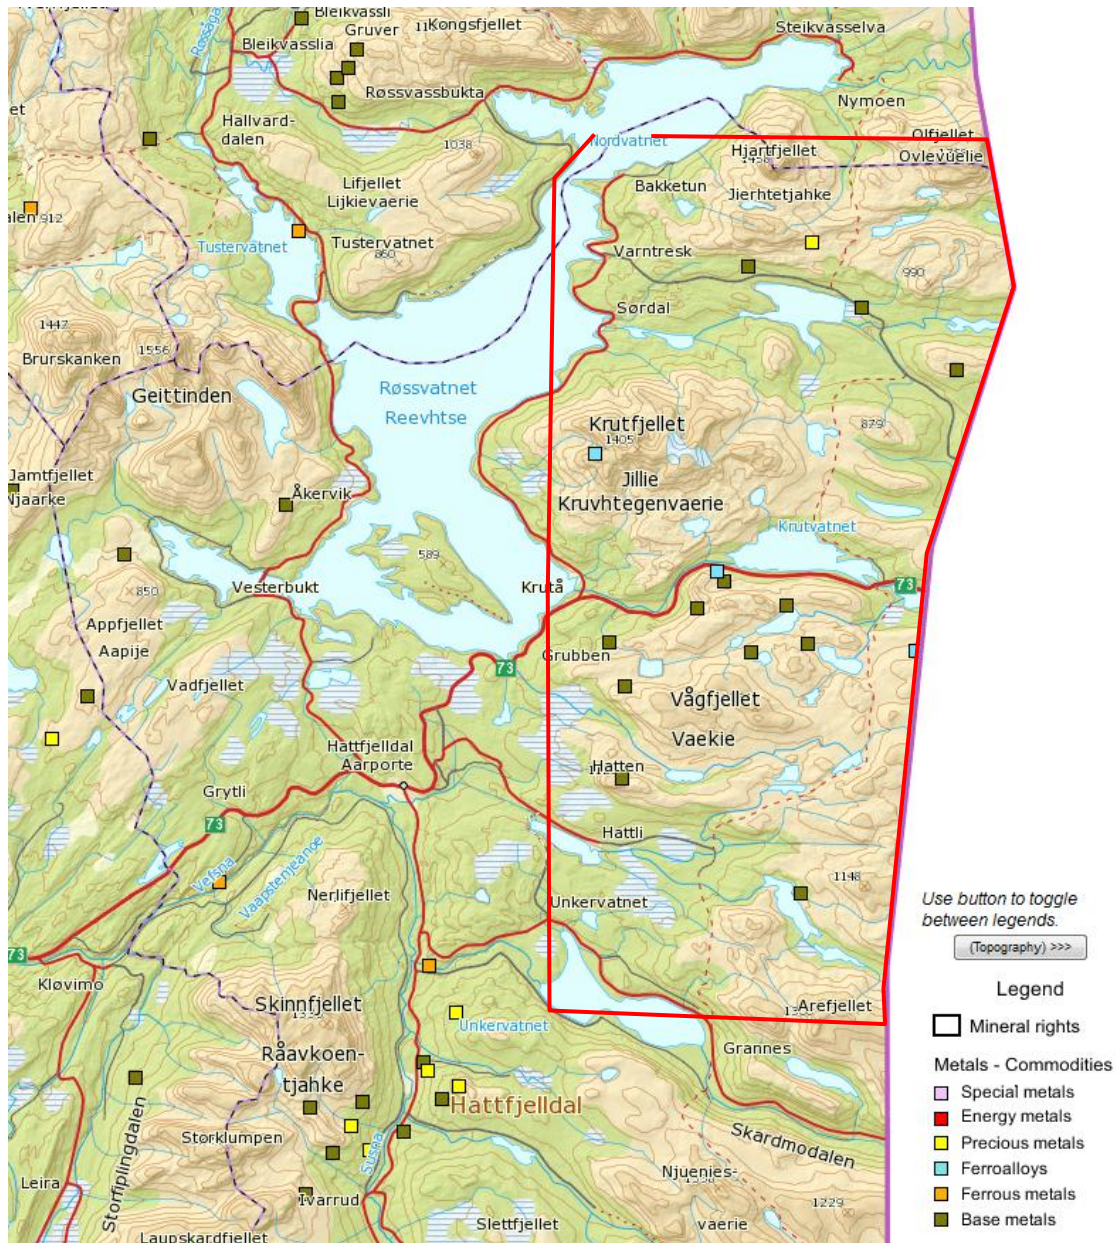 Bleikvassli
Gruver
Kongsfjellet
Steikvasselva
Bleikvasslia
Røssvassbukta
Nymoen
Hallvard-
dalen
1038
Nordvatnet
Olfjellet
Hjartfjellet
Ovlevuelie
1458
Lifjellet
Lijkievaerie
Bakketun
Jierhtetjahke
912
Tustervatnet
Tustervatnet
860
Varntresk
990
Sørdal
1447
1556
Brurskanken
Geittinden
Røssvatnet
Reevhtse
Krutfjellet
1405
879
Jamtfjellet
Njaarke
Åkervik
Jillie
Kruvhtegenvaerie
Krutvatnet
589
850
Vesterbukt
Krutå
73
Appfjellet
Aapije
Grubben
73
Vadfjellet
Vågfjellet
Vaekie
Hattfjelldal
Aarporte
Hatten
Grytli
73
Hattli
Vefsna
Vaapstenjeanoe
Nerlifjellet
1148
Unkervatnet
73
Kløvimo
Skinnfjellet
Arefjellet
Unkervatnet
Grannes
Råavkoen-
tjahke
Hattfjelldal
Storklumpen
Skardmodalen
Storfiplingdalen
Susna
Njuenies-
Leira
Ivarrud
1229
Slettfjellet
vaerie
Laupskardfjellet
Use button to toggle
between legends.
(Topography) >>>
Legend
Mineral rights
Metals - Commodities
Special metals
Energy metals
Precious metals
Ferroalloys
Ferrous metals
Base metals